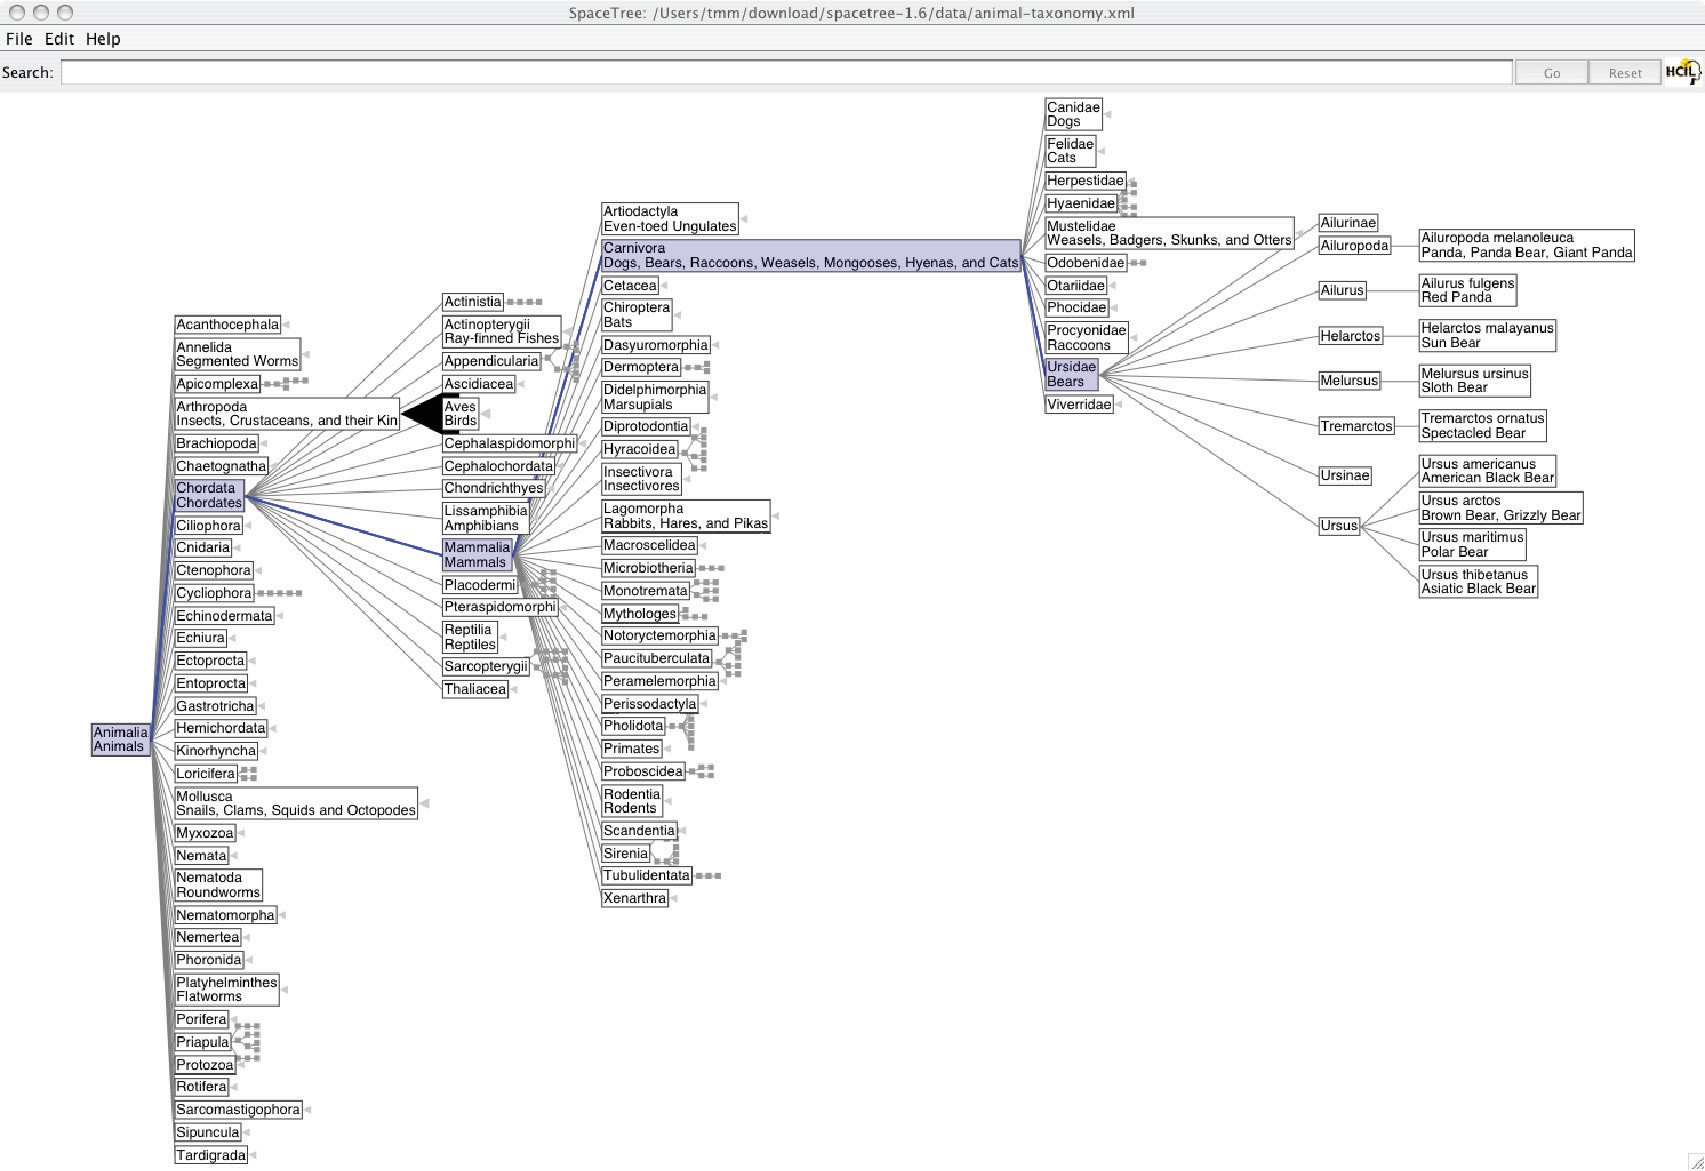 SpaceTree: /Users/tmm/download/spacetree-1.6/data/animal-taxonomy.xml
File Edit Help
Search:
Go
Reset
HCIL
Animalia
Animals
Acanthocephala
Annelida
Segmented Worms
Apicomplexa
Arthropoda
Insects, Crustaceans, and their Kin
Brachiopoda
Chaetognatha
Chordata
Chordates
Ciliophora
Cnidaria
Ctenophora
Cycliophora
Echinodermata
Echiura
Ectoprocta
Entoprocta
Gastrotricha
Hemichordata
Kinorhyncha
Loricifera
Mollusca
Snails, Clams, Squids and Octopodes
Myxozoa
Nemata
Nematoda
Roundworms
Nematomorpha
Nemertea
Phoronida
Platyhelminthes
Flatworms
Porifera
Priapula
Protozoa
Rotifera
Sarcomastigophora
Sipuncula
Tardigrada
Actinistia
Actinopterygii
Ray-finned Fishes
Appendicularia
Ascidiacea
Aves
Birds
Cephalaspidomorphi
Cephalochordata
Chondrichthyes
Lissamphibia
Amphibians
Mammalia
Mammals
Placodermi
Pteraspidomorphi
Reptilia
Reptiles
Sarcopterygii
Thaliacea
Artiodactyla
Even-toed Ungulates
Carnivora
Dogs, Bears, Raccoons, Weasels, Mongooses, Hyenas, and Cats
Cetacea
Chiroptera
Bats
Dasyuromorphia
Dermoptera
Didelphimorphia
Marsupials
Diprotodontia
Hyracoidea
Insectivora
Insectivores
Lagomorpha
Rabbits, Hares, and Pikas
Macroscelidea
Microbiotheria
Monotremata
Mythologes
Notoryctemorphia
Paucituberculata
Peramelemorphia
Perissodactyla
Pholidota
Primates
Proboscidea
Rodentia
Rodents
Scandentia
Sirenia
Tubulidentata
Xenarthra
Canidae
Dogs
Felidae
Cats
Herpestidae
Hyaenidae
Mustelidae
Weasels, Badgers, Skunks, and Otters
Odobenidae
Otariidae
Phocidae
Procyonidae
Raccoons
Ursidae
Bears
Viverridae
Ailurinae
Ailuropoda
Ailurus
Helarctos
Melursus
Tremarctos
Ursinae
Ursus
Ailuropoda melanoleuca
Panda, Panda Bear, Giant Panda
Ailurus fulgens
Red Panda
Helarctos malayanus
Sun Bear
Melursus ursinus
Sloth Bear
Tremarctos ornatus
Spectacled Bear
Ursus americanus
American Black Bear
Ursus arctos
Brown Bear, Grizzly Bear
Ursus maritimus
Polar Bear
Ursus thibetanus
Asiatic Black Bear